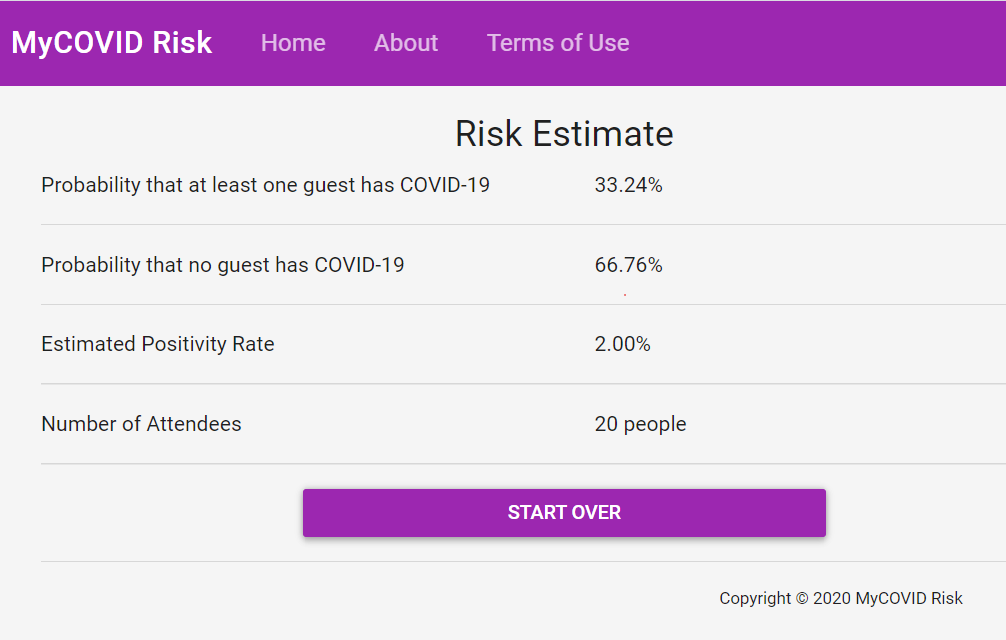 MyCOVID Risk Home About Terms of Use
Risk Estimate
Probability that at least one guest has COVID-19 33.24%
Probability that no guest has COVID-19 66.76%
Estimated Positivity Rate 2.00%
Number of Attendees 20 people
START OVER
Copyright © 2020 MyCOVID Risk